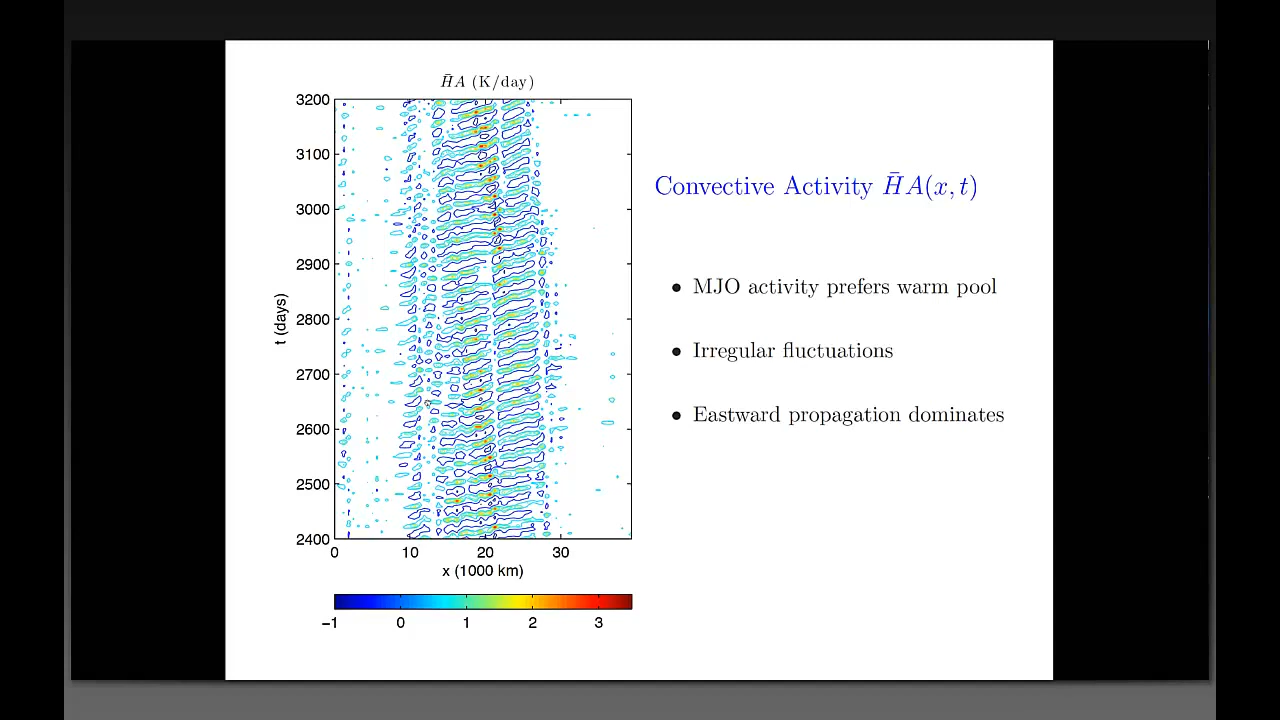 H̄A (K/day)
3200
3100
3000
2900
2800
2700
2600
2500
2400
t (days)
0 10 20 30
x (1000 km)
−1 0 1 2 3
Convective Activity H̄A(x, t)
• MJO activity prefers warm pool
• Irregular fluctuations
• Eastward propagation dominates